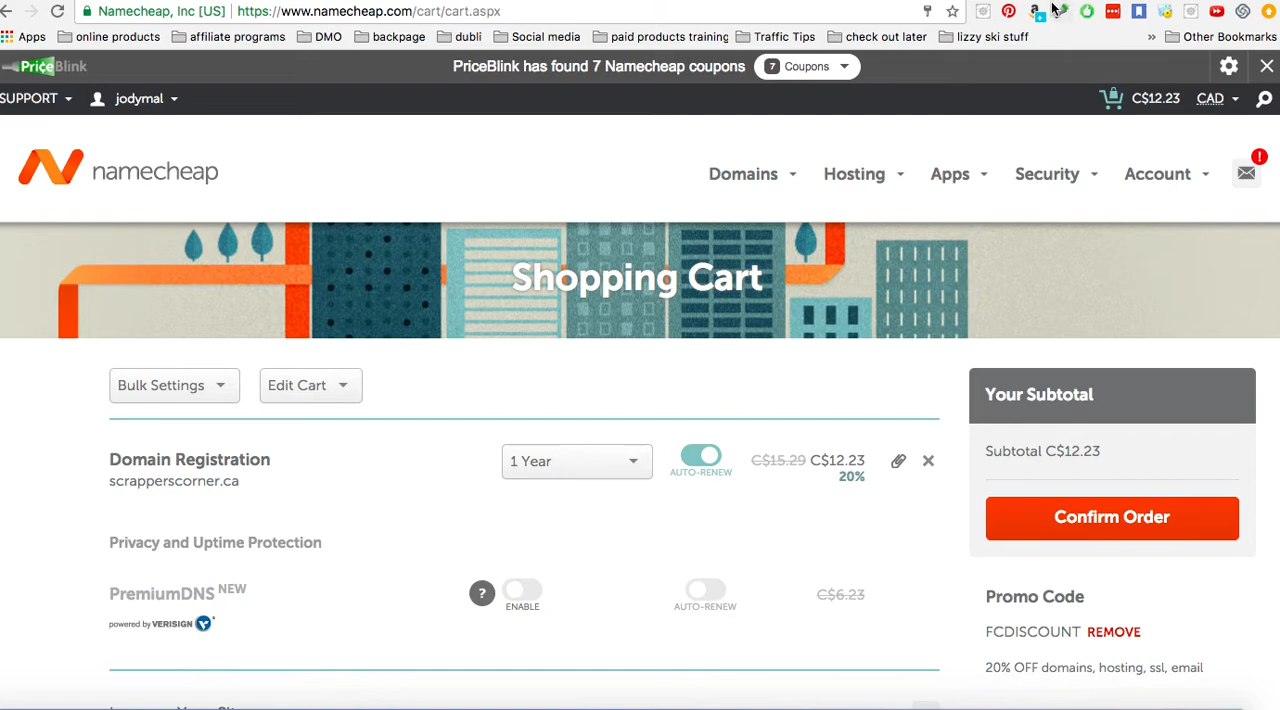 Namecheap, Inc [US] https://www.namecheap.com/cart/cart.aspx
Apps online products affiliate programs DMO backpage dubli Social media paid products training Traffic Tips check out later lizzy ski stuff » Other Bookmarks
PriceBlink PriceBlink has found 7 Namecheap coupons 7 Coupons
SUPPORT jodymal C$12.23 CAD
namecheap Domains Hosting Apps Security Account !
Shopping Cart
Bulk Settings Edit Cart
Your Subtotal
Domain Registration 1 Year AUTO-RENEW C$15.29 C$12.23
scrapperscorner.ca 20%
Subtotal C$12.23
Confirm Order
Privacy and Uptime Protection
PremiumDNS NEW ? ENABLE AUTO-RENEW C$6.23
powered by VERISIGN
Promo Code
FCDISCOUNT REMOVE
20% OFF domains, hosting, ssl, email